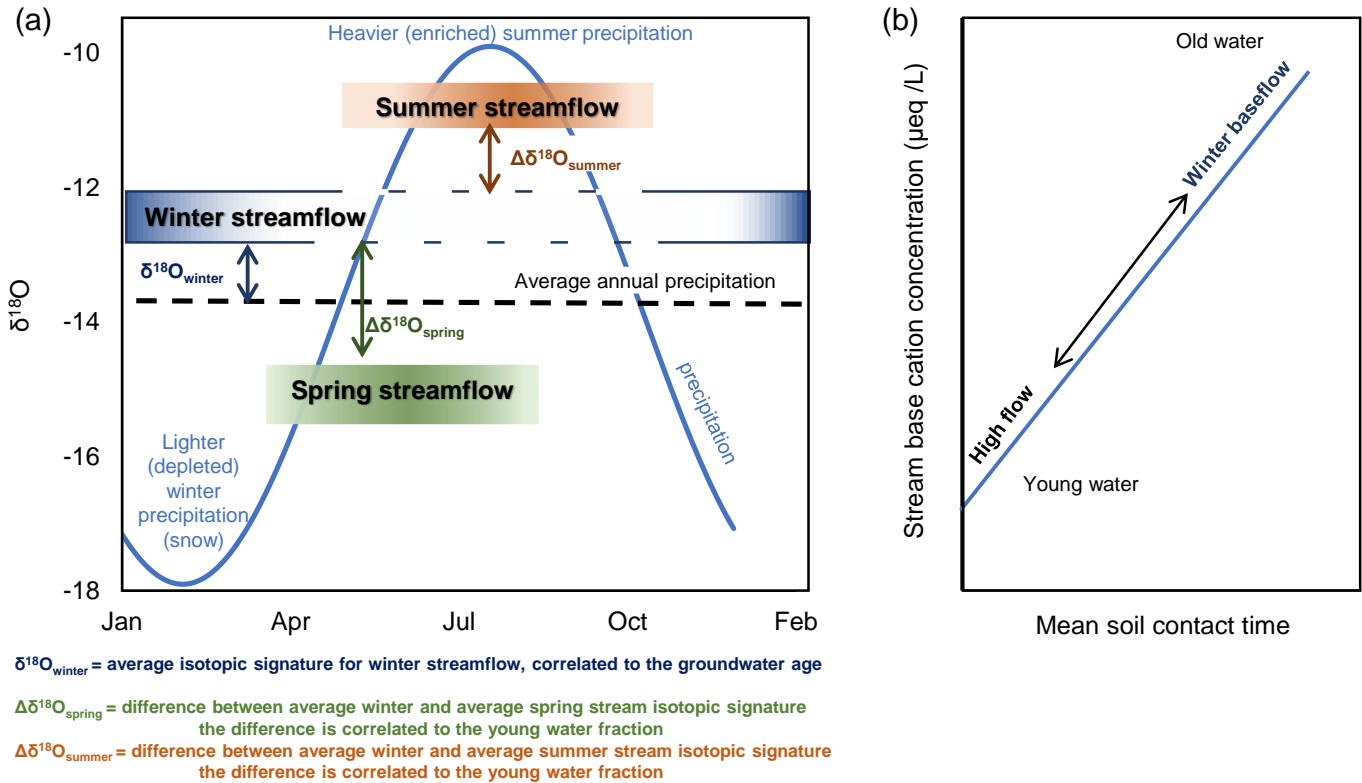 (a)
Heavier (enriched) summer precipitation
-10
Summer streamflow
Δδ¹⁸Osummer
-12
Winter streamflow
δ¹⁸Owinter
Average annual precipitation
δ¹⁸O
-14
Δδ¹⁸Ospring
Spring streamflow
precipitation
-16
Lighter
(depleted)
winter
precipitation
(snow)
-18
Jan
Apr
Jul
Oct
Feb
δ¹⁸Owinter = average isotopic signature for winter streamflow, correlated to the groundwater age
Δδ¹⁸Ospring = difference between average winter and average spring stream isotopic signature
the difference is correlated to the young water fraction
Δδ¹⁸Osummer = difference between average winter and average summer stream isotopic signature
the difference is correlated to the young water fraction
(b)
Stream base cation concentration (µeq /L)
Old water
Winter baseflow
High flow
Young water
Mean soil contact time